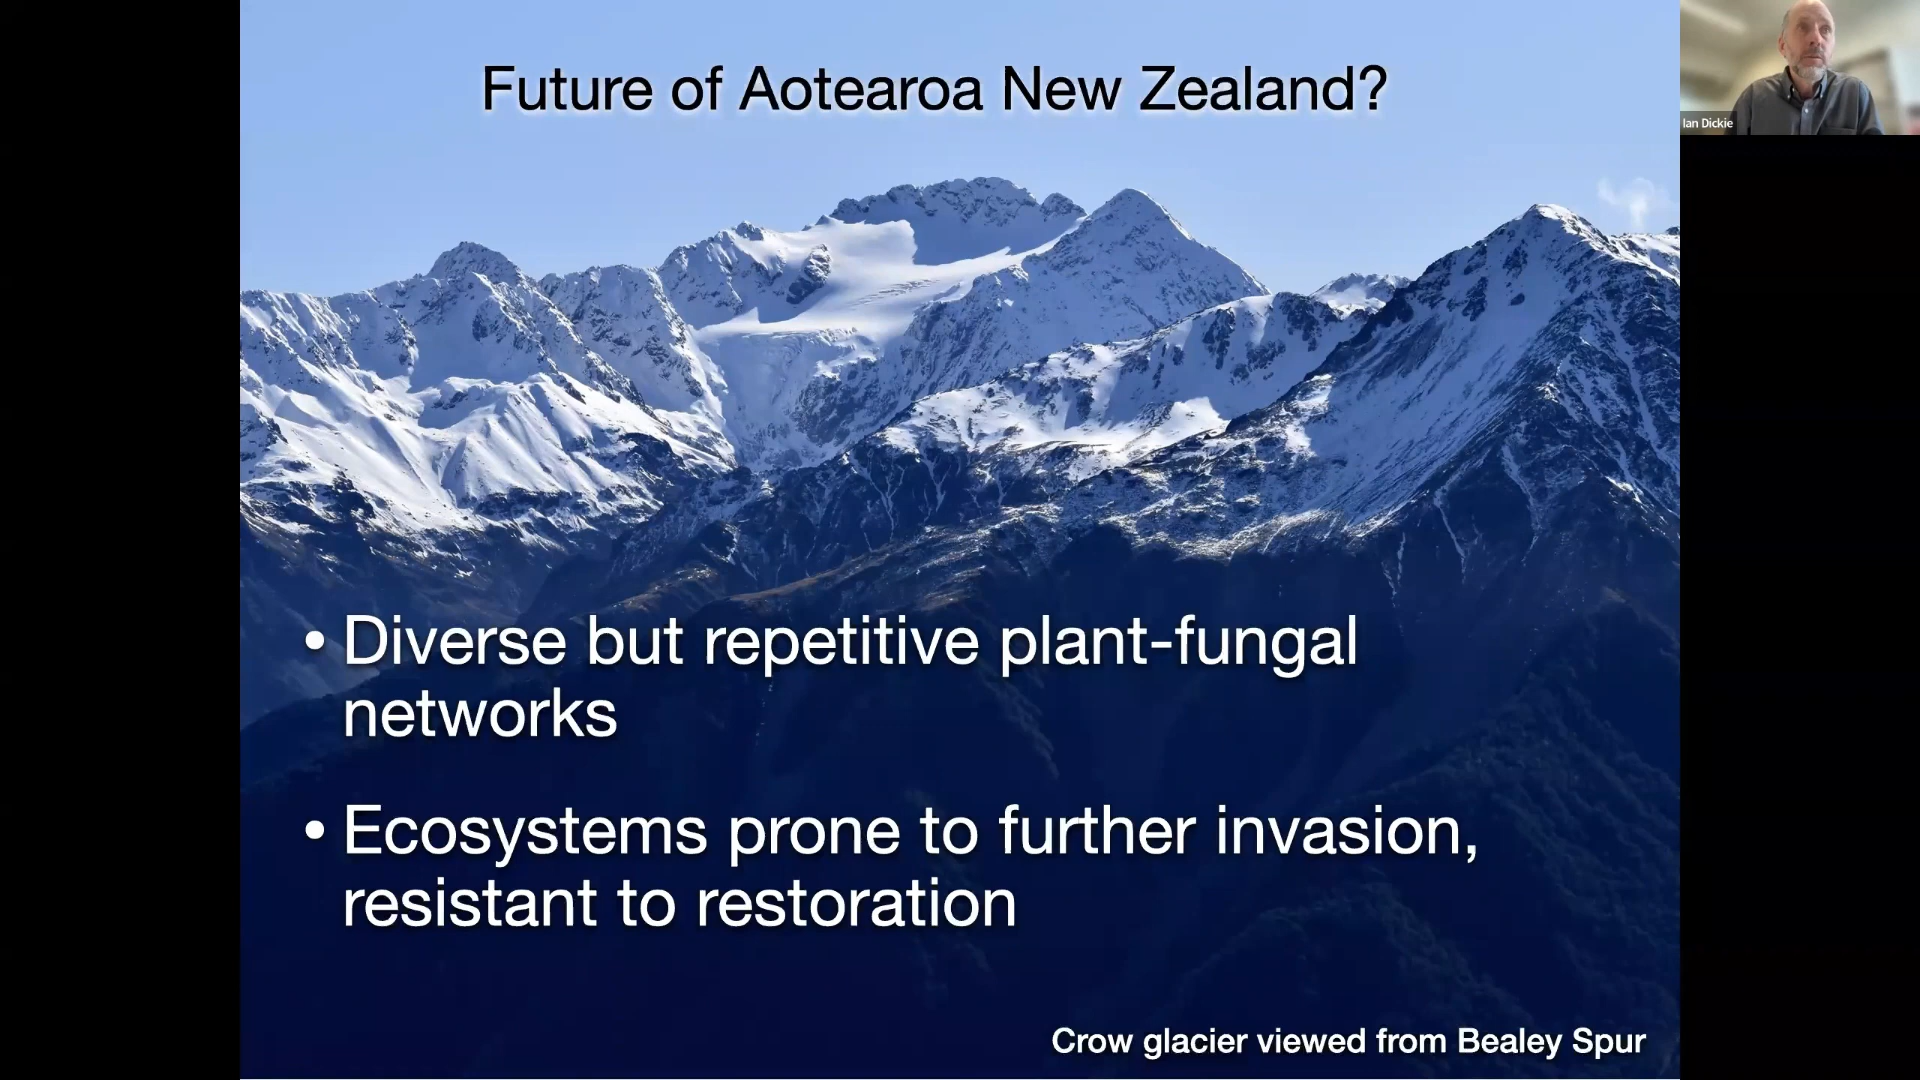 Future of Aotearoa New Zealand?
Ian Dickie
• Diverse but repetitive plant-fungal
networks
• Ecosystems prone to further invasion,
resistant to restoration
Crow glacier viewed from Bealey Spur